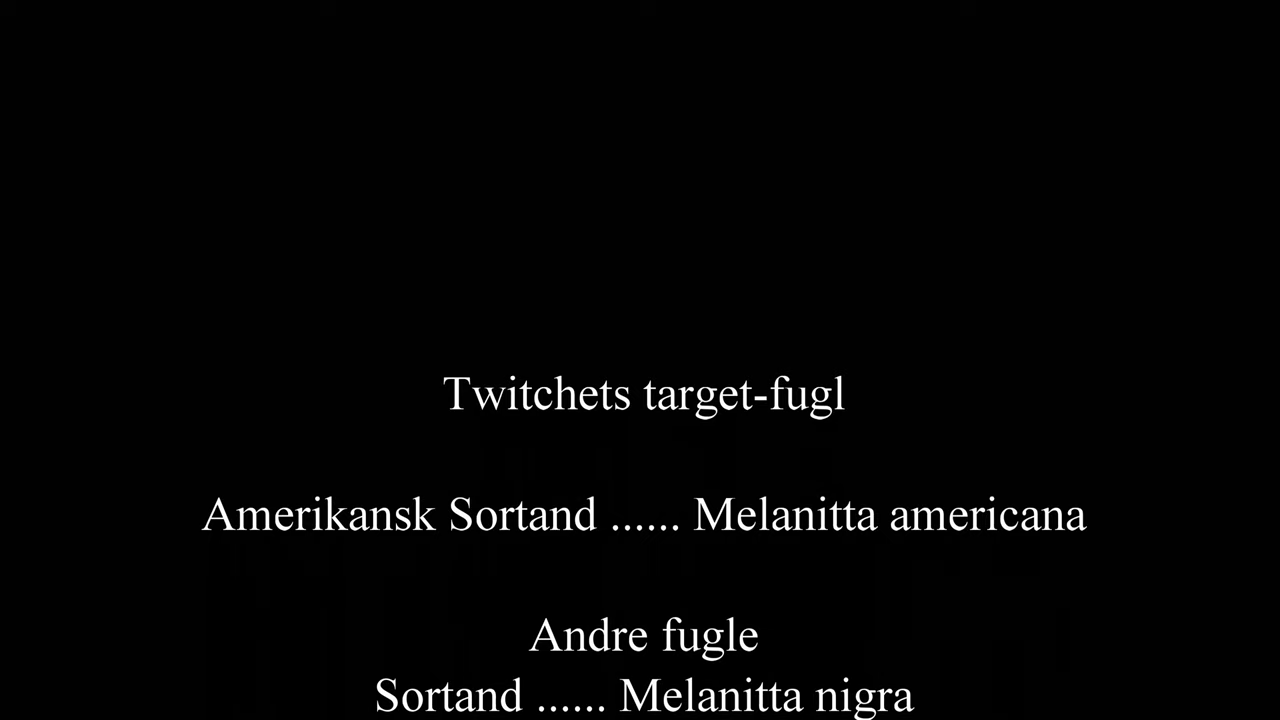 Twitchets target-fugl
Amerikansk Sortand ...... Melanitta americana
Andre fugle
Sortand ...... Melanitta nigra